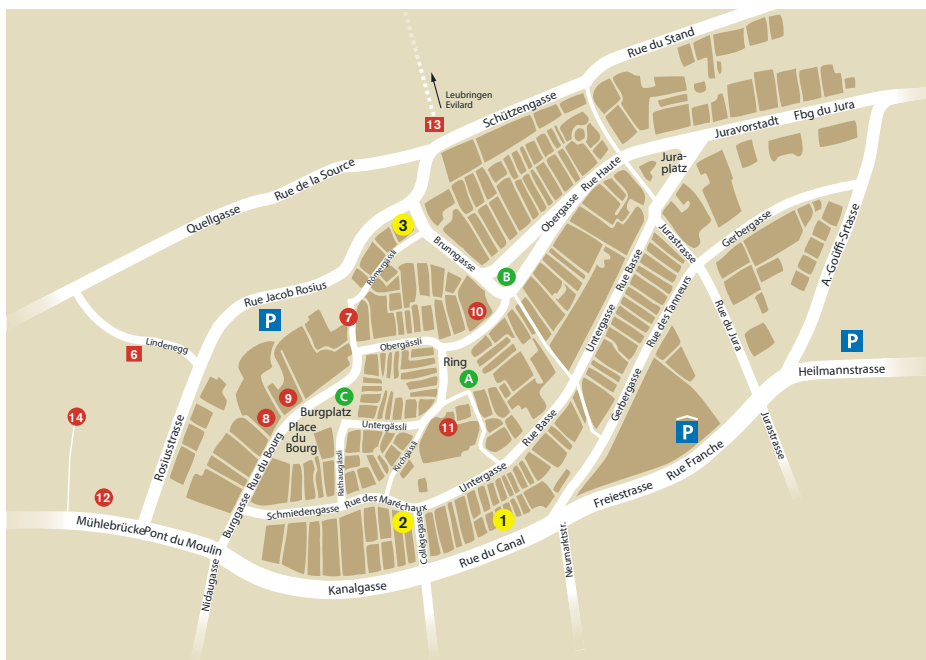 Rue du Stand
Leubringen
Evilard
13
Schützengasse
Juravorstadt
Fbg du Jura
Jura-
platz
Rue de la Source
Quellgasse
Obergasse
Rue Haute
3
Brunngasse
Römergässli
Jurastrasse
Gerbergasse
A. Gouffi-Srtasse
B
Rue Basse
Untergasse
Rue des Tanneurs
Gerbergasse
Rue du Jura
Rue Jacob Rosius
P
7
10
Obergässli
Ring
A
Lindenegg
6
P
Heilmannstrasse
9
8
C
Burgplatz
Place
du
Bourg
Untergässli
11
Kirchgässli
Rathausgässli
Rue Basse
Untergasse
P
Jurastrasse
14
12
Rosiusstrasse
Rue du Bourg
Burggasse
Schmiedengasse
Rue des Maréchaux
2
Collègegasse
1
Freiestrasse
Rue Franche
Mühlebrücke
Pont du Moulin
Nidaugasse
Kanalgasse
Rue du Canal
Neumarktstr.